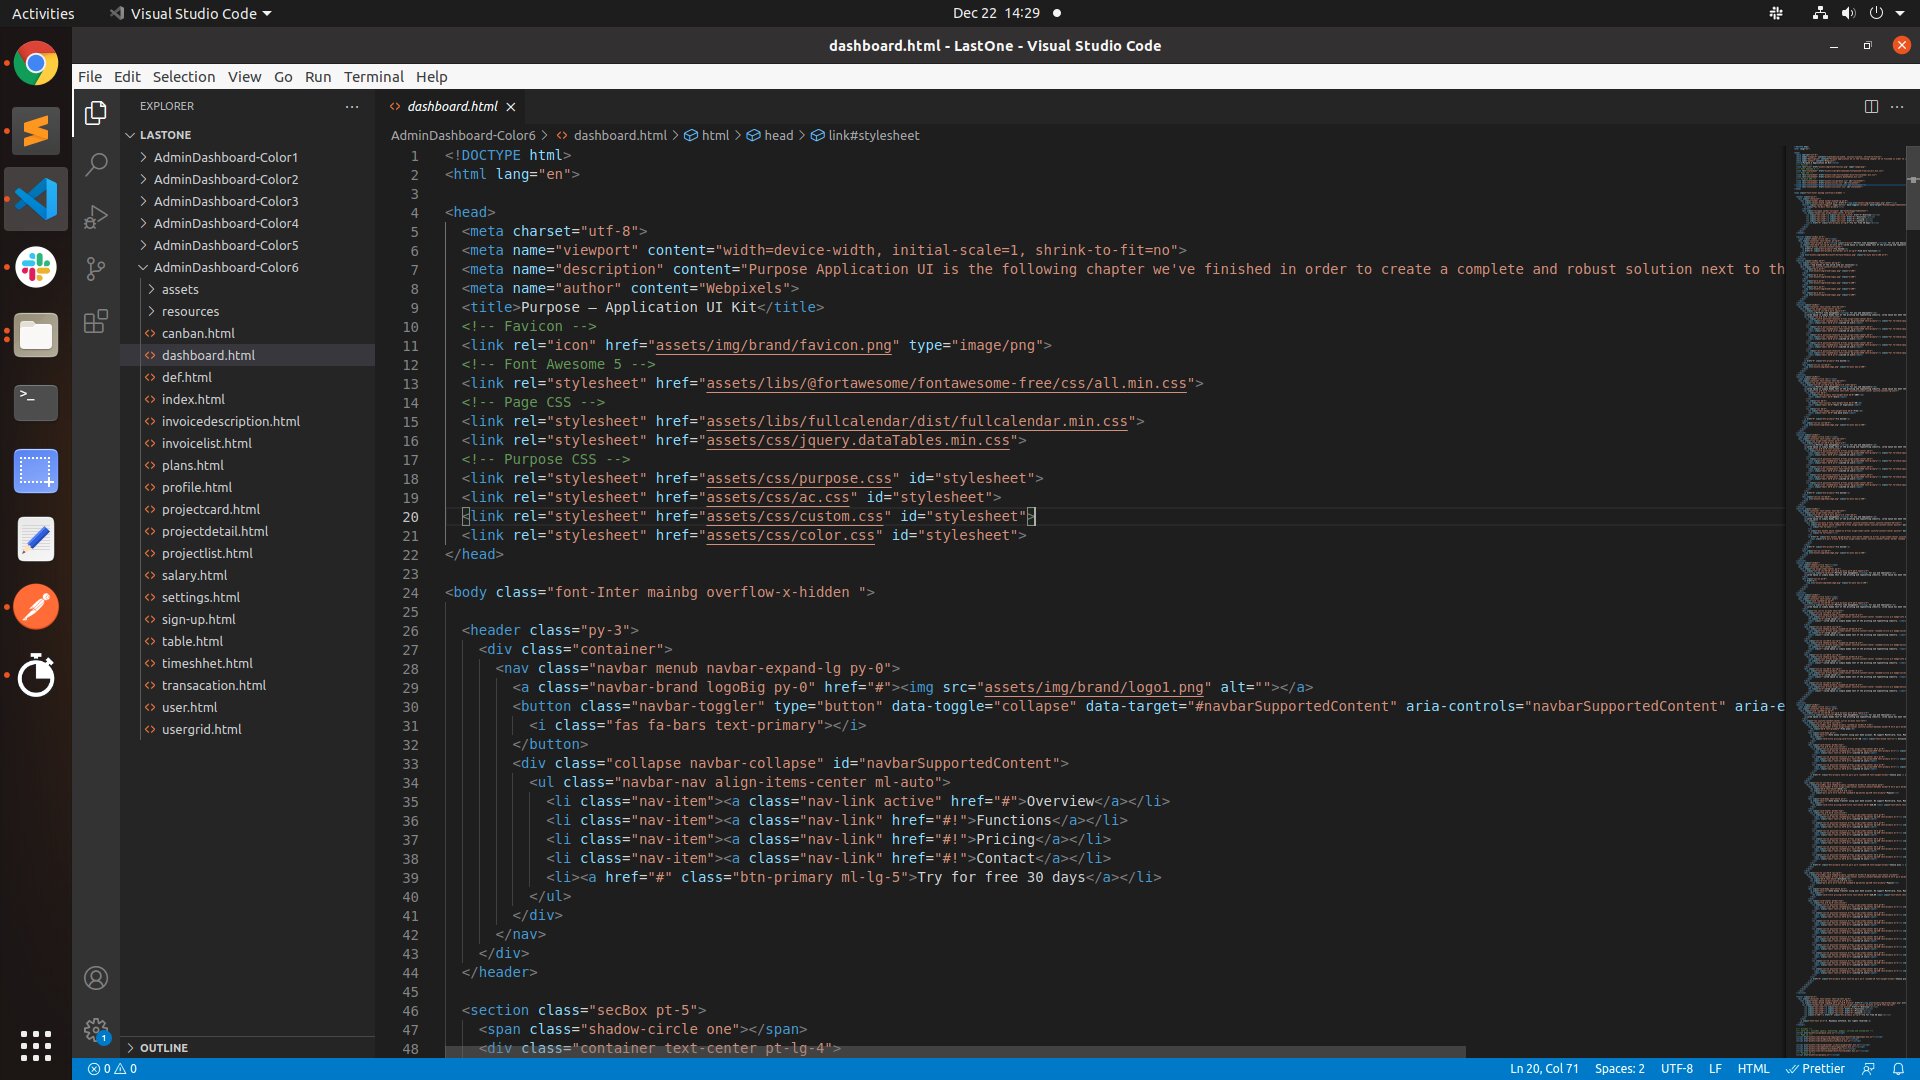 Activities
Visual Studio Code
Dec 22 14:29
dashboard.html - LastOne - Visual Studio Code
File Edit Selection View Go Run Terminal Help
EXPLORER
LASTONE
AdminDashboard-Color1
AdminDashboard-Color2
AdminDashboard-Color3
AdminDashboard-Color4
AdminDashboard-Color5
AdminDashboard-Color6
assets
resources
canban.html
dashboard.html
def.html
index.html
invoicedescription.html
invoicelist.html
plans.html
profile.html
projectcard.html
projectdetail.html
projectlist.html
salary.html
settings.html
sign-up.html
table.html
timeshhet.html
transacation.html
user.html
usergrid.html
OUTLINE
dashboard.html
AdminDashboard-Color6 > dashboard.html > html > head > link#stylesheet
1 <!DOCTYPE html>
2 <html lang="en">
3
4 <head>
5 <meta charset="utf-8">
6 <meta name="viewport" content="width=device-width, initial-scale=1, shrink-to-fit=no">
7 <meta name="description" content="Purpose Application UI is the following chapter we've finished in order to create a complete and robust solution next to th
8 <meta name="author" content="Webpixels">
9 <title>Purpose – Application UI Kit</title>
10 <!-- Favicon -->
11 <link rel="icon" href="assets/img/brand/favicon.png" type="image/png">
12 <!-- Font Awesome 5 -->
13 <link rel="stylesheet" href="assets/libs/@fortawesome/fontawesome-free/css/all.min.css">
14 <!-- Page CSS -->
15 <link rel="stylesheet" href="assets/libs/fullcalendar/dist/fullcalendar.min.css">
16 <link rel="stylesheet" href="assets/css/jquery.dataTables.min.css">
17 <!-- Purpose CSS -->
18 <link rel="stylesheet" href="assets/css/purpose.css" id="stylesheet">
19 <link rel="stylesheet" href="assets/css/ac.css" id="stylesheet">
20 <link rel="stylesheet" href="assets/css/custom.css" id="stylesheet">
21 <link rel="stylesheet" href="assets/css/color.css" id="stylesheet">
22 </head>
23
24 <body class="font-Inter mainbg overflow-x-hidden ">
25
26 <header class="py-3">
27 <div class="container">
28 <nav class="navbar menub navbar-expand-lg py-0">
29 <a class="navbar-brand logoBig py-0" href="#"><img src="assets/img/brand/logo1.png" alt=""></a>
30 <button class="navbar-toggler" type="button" data-toggle="collapse" data-target="#navbarSupportedContent" aria-controls="navbarSupportedContent" aria-e
31 <i class="fas fa-bars text-primary"></i>
32 </button>
33 <div class="collapse navbar-collapse" id="navbarSupportedContent">
34 <ul class="navbar-nav align-items-center ml-auto">
35 <li class="nav-item"><a class="nav-link active" href="#">Overview</a></li>
36 <li class="nav-item"><a class="nav-link" href="#!">Functions</a></li>
37 <li class="nav-item"><a class="nav-link" href="#!">Pricing</a></li>
38 <li class="nav-item"><a class="nav-link" href="#!">Contact</a></li>
39 <li><a href="#" class="btn-primary ml-lg-5">Try for free 30 days</a></li>
40 </ul>
41 </div>
42 </nav>
43 </div>
44 </header>
45
46 <section class="secBox pt-5">
47 <span class="shadow-circle one"></span>
48 <div class="container text-center pt-lg-4">
1
0 0
Ln 20, Col 71 Spaces: 2 UTF-8 LF HTML Prettier